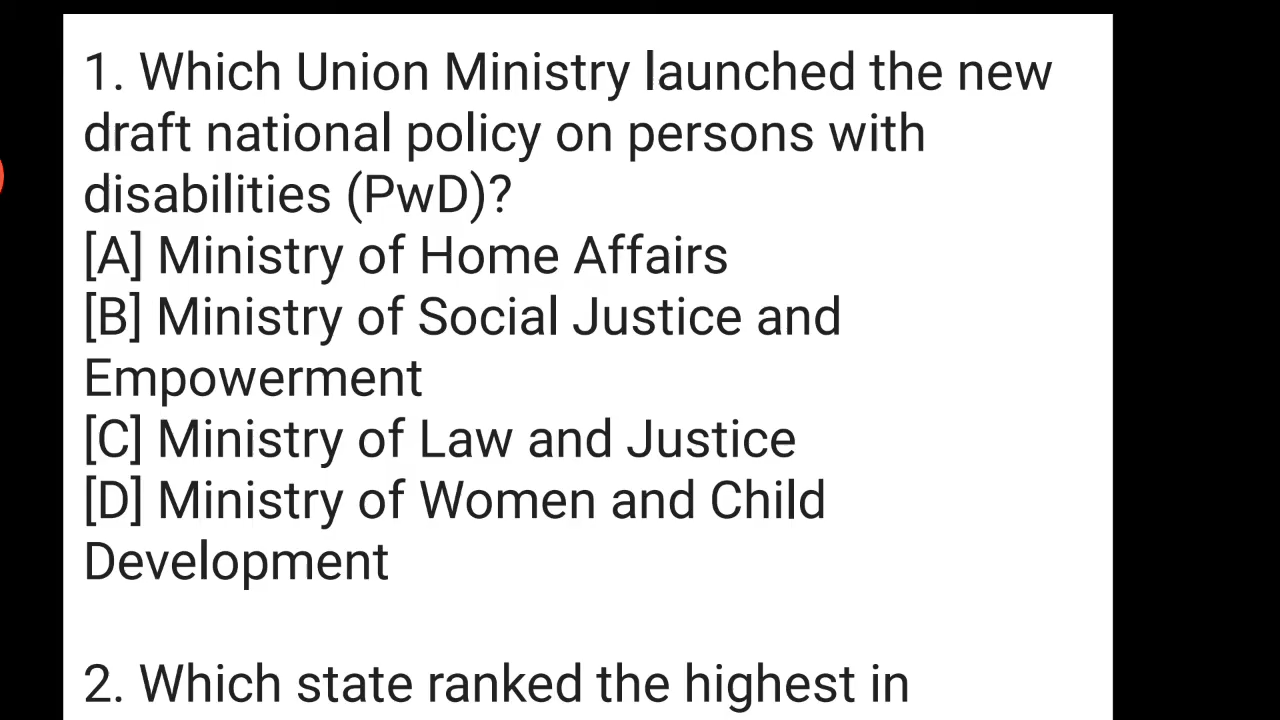 1. Which Union Ministry launched the new
draft national policy on persons with
disabilities (PwD)?
[A] Ministry of Home Affairs
[B] Ministry of Social Justice and
Empowerment
[C] Ministry of Law and Justice
[D] Ministry of Women and Child
Development
2. Which state ranked the highest in